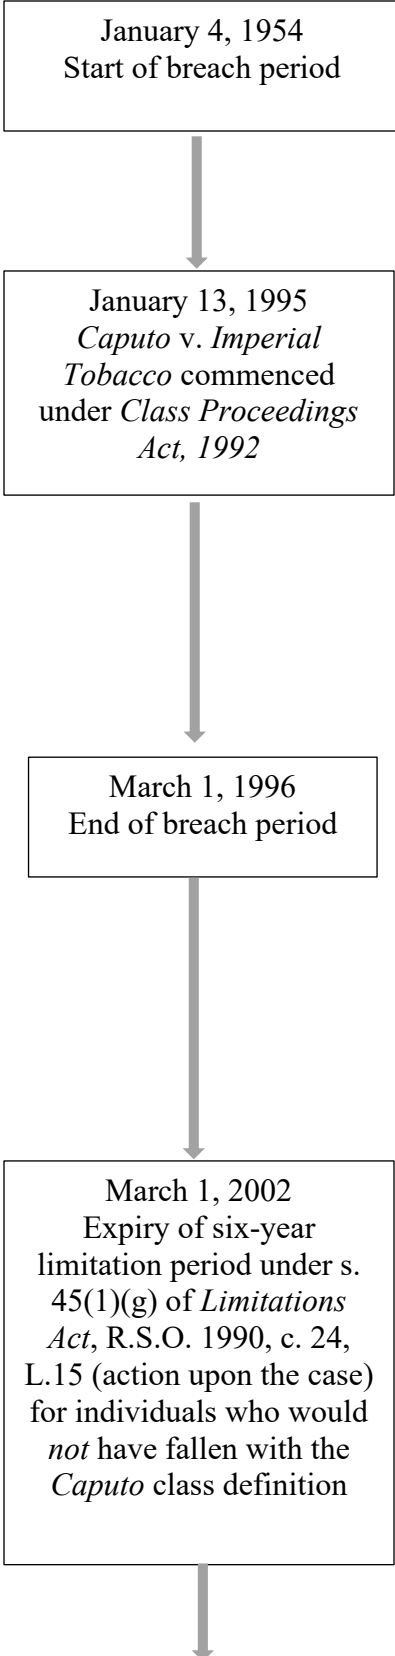 January 4, 1954
Start of breach period
January 13, 1995
Caputo v. Imperial
Tobacco commenced
under Class Proceedings
Act, 1992
March 1, 1996
End of breach period
March 1, 2002
Expiry of six-year
limitation period under s.
45(1)(g) of Limitations
Act, R.S.O. 1990, c. 24,
L.15 (action upon the case)
for individuals who would
not have fallen with the
Caputo class definition